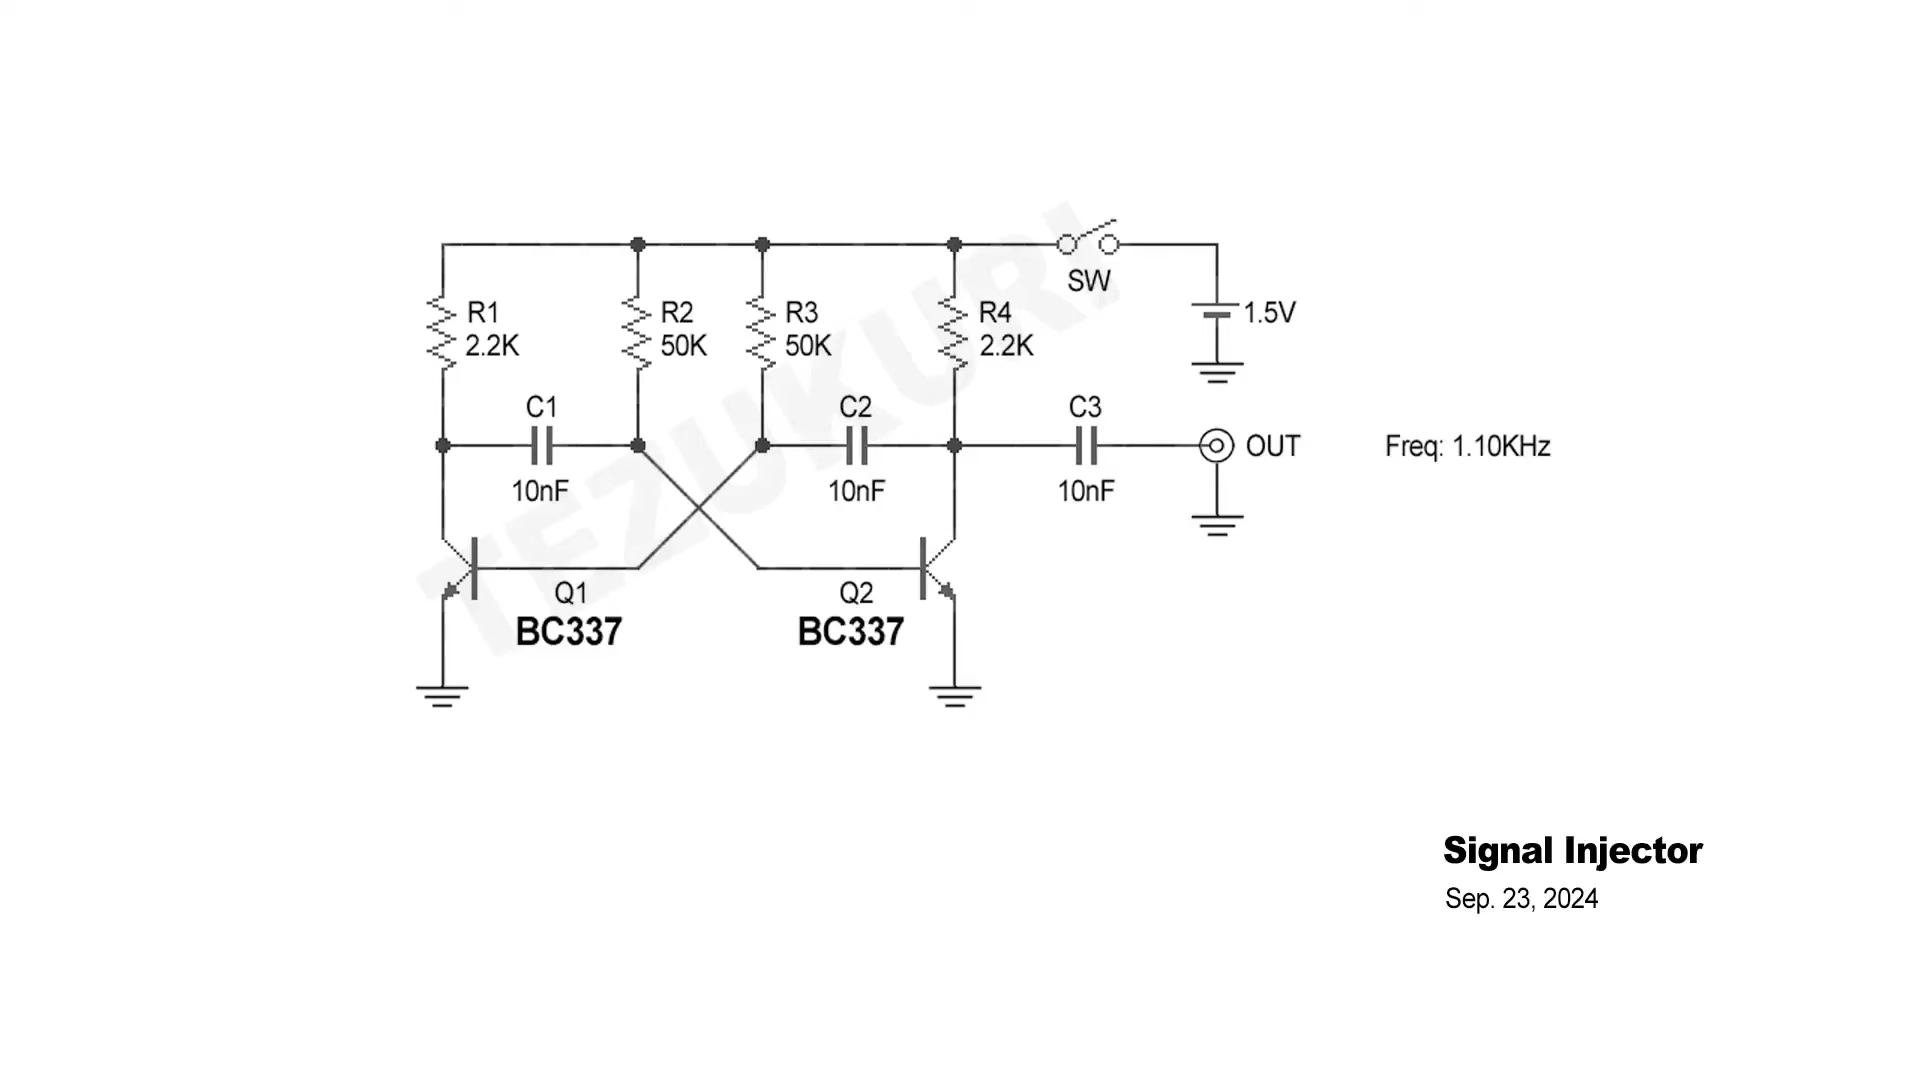 SW
R1
2.2K
R2
50K
R3
50K
R4
2.2K
1.5V
C1
10nF
C2
10nF
C3
10nF
OUT
Freq: 1.10KHz
Q1
BC337
Q2
BC337
TEZUKURI
Signal Injector
Sep. 23, 2024